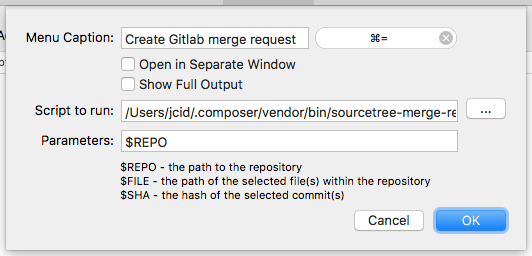 Menu Caption: Create Gitlab merge request ⌘=
Open in Separate Window
Show Full Output
Script to run: /Users/jcid/.composer/vendor/bin/sourcetree-merge-re ...
Parameters: $REPO
$REPO - the path to the repository
$FILE - the path of the selected file(s) within the repository
$SHA - the hash of the selected commit(s)
Cancel OK